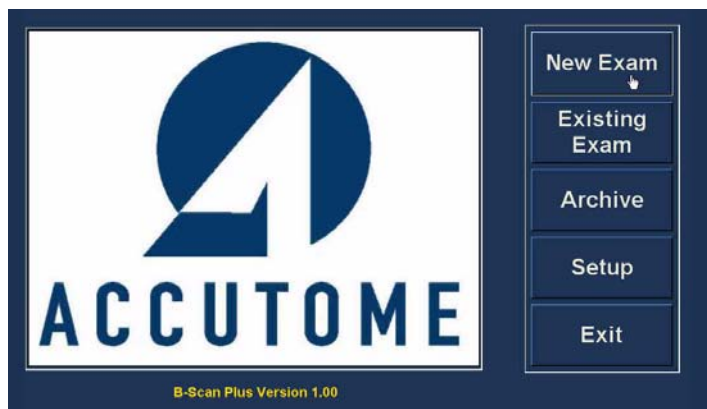 ACCUTOME
B-Scan Plus Version 1.00
New Exam
Existing
Exam
Archive
Setup
Exit